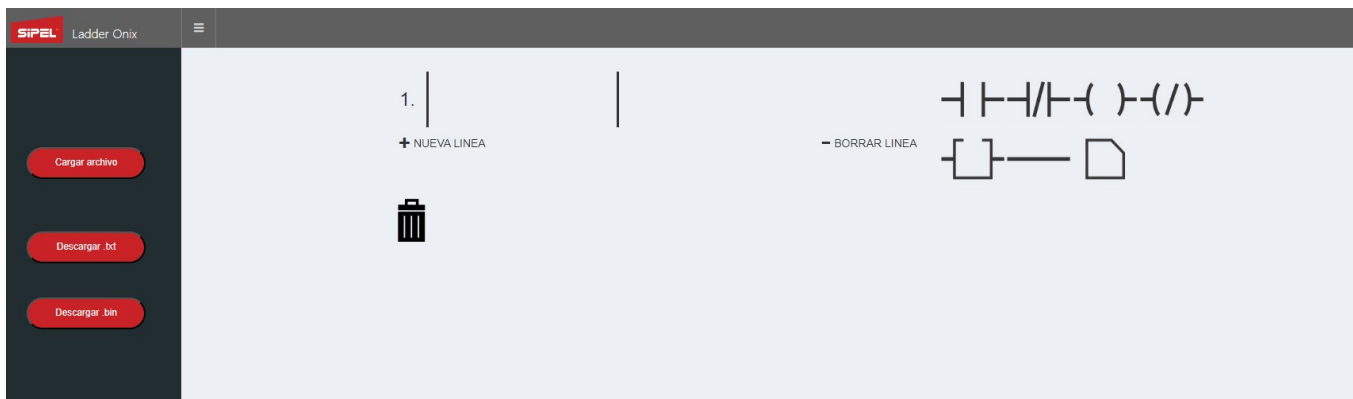 SiPEL Ladder Onix
1.
+ NUEVA LINEA
- BORRAR LINEA
Cargar archivo
Descargar .txt
Descargar .bin